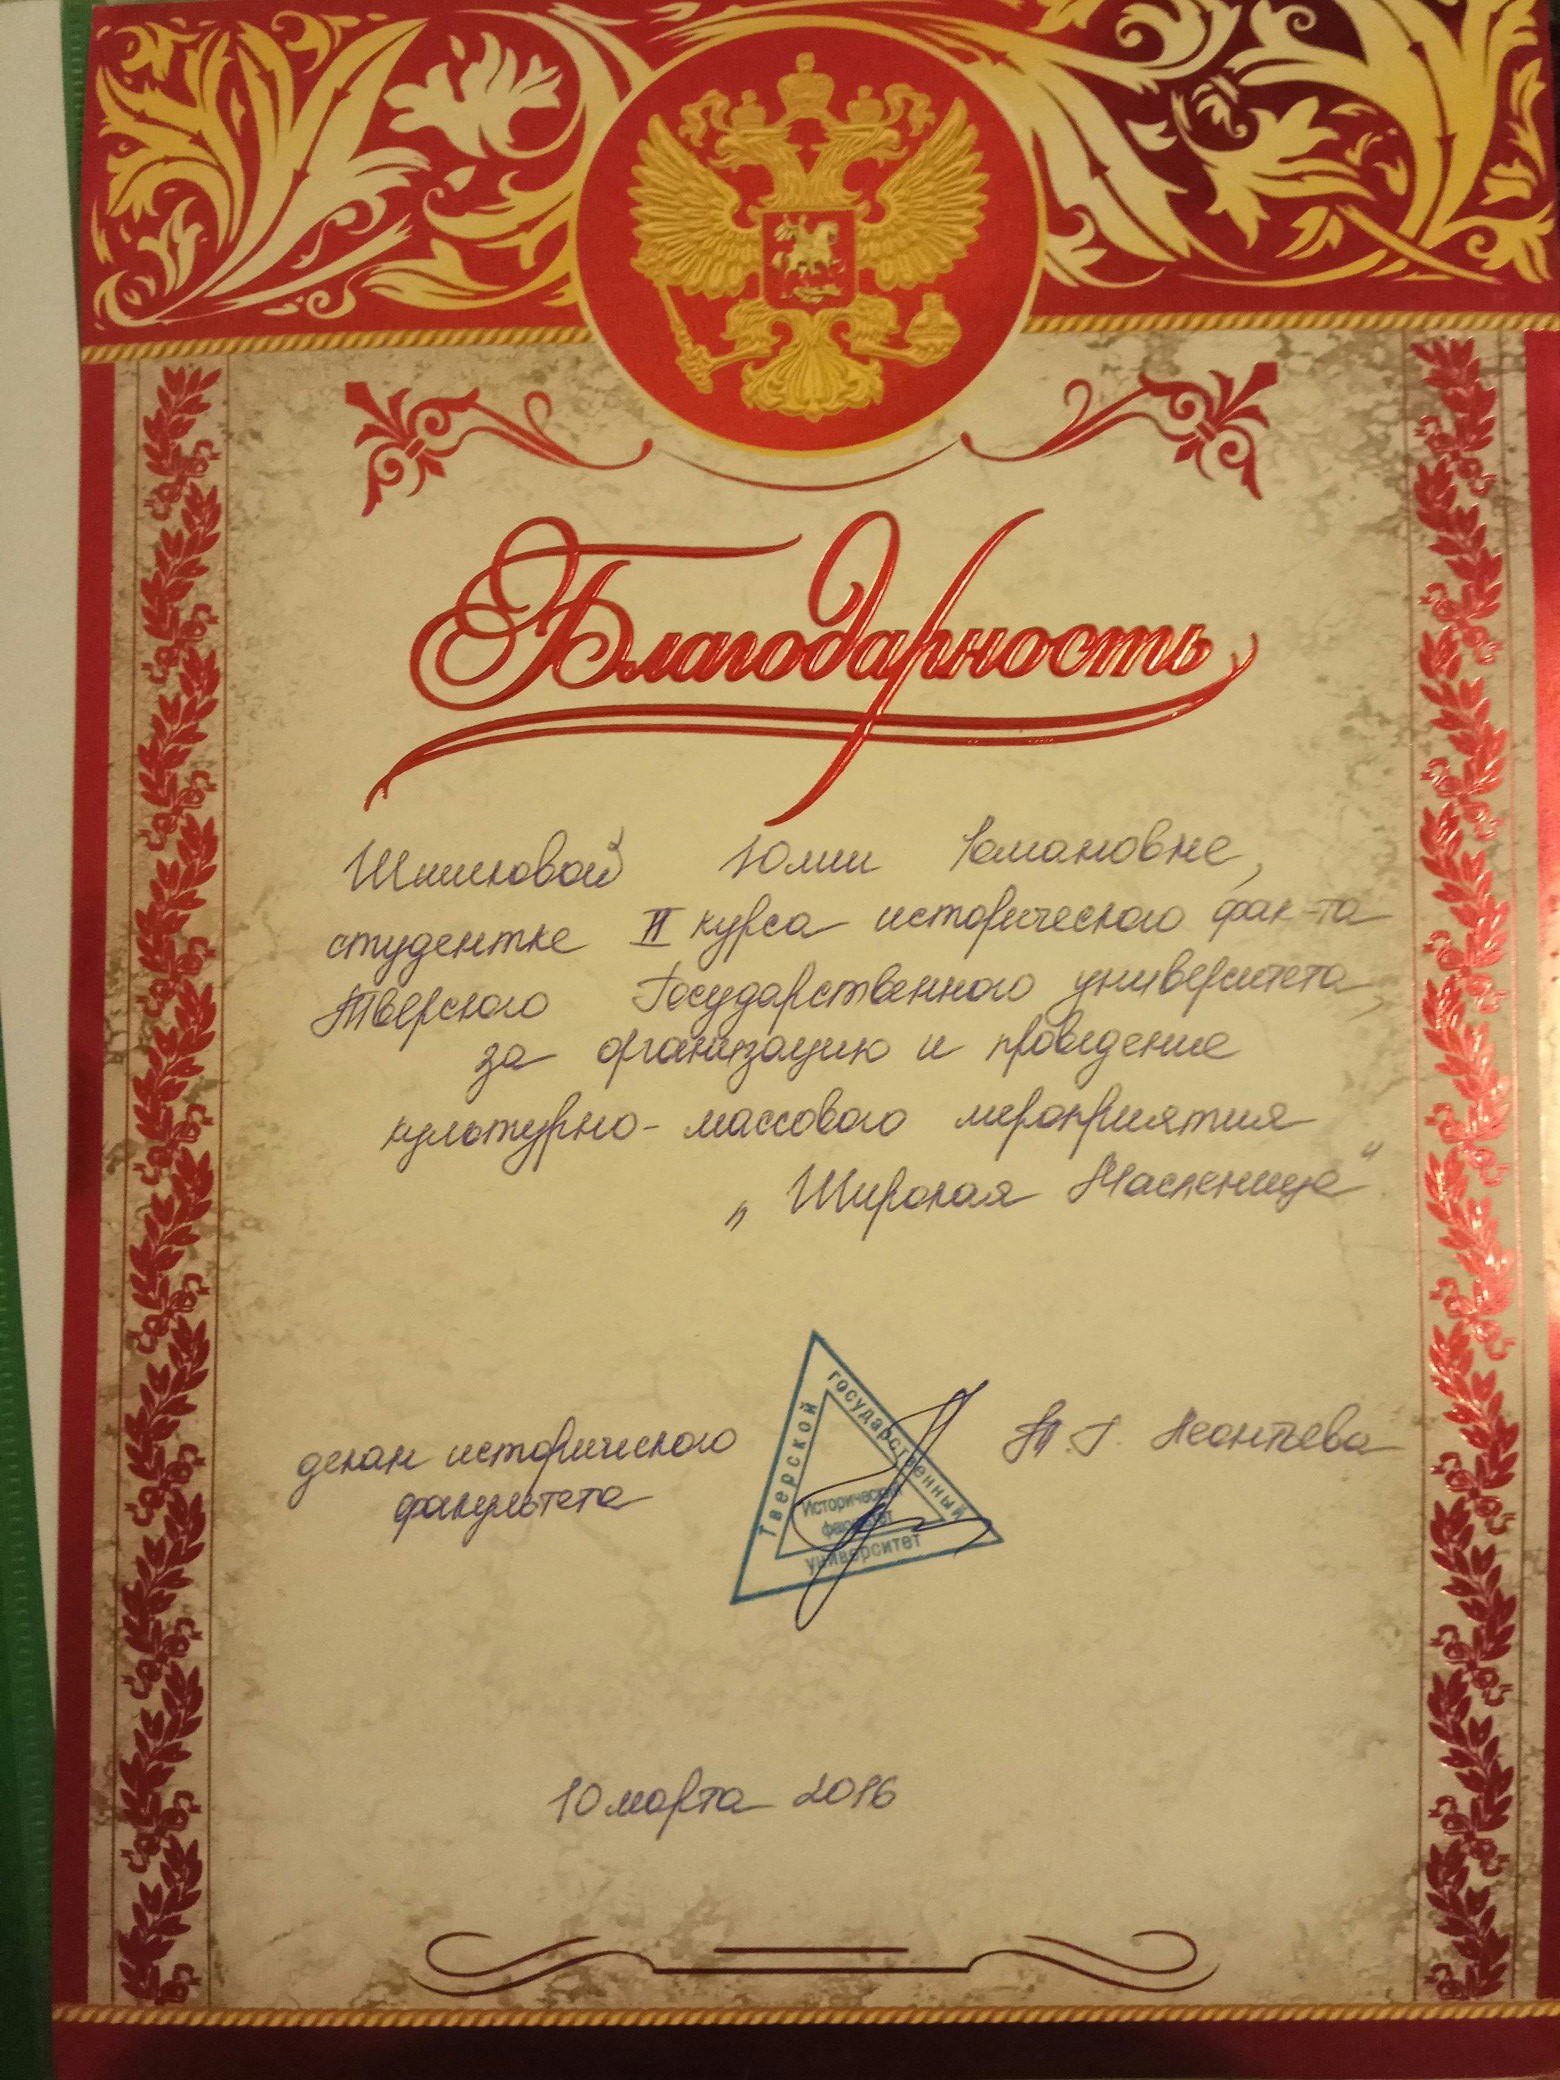 Благодарность
Юлии Романовне,
студентке II курса исторического фак-та
Тверского Государственного университета,
за организацию и проведение
культурно-массового мероприятия
„Широкая Масленица“
декан исторического
факультета
Тверской
государственный
университет
Исторический
факультет
Т.Г. Леонтьева
10 марта 2016